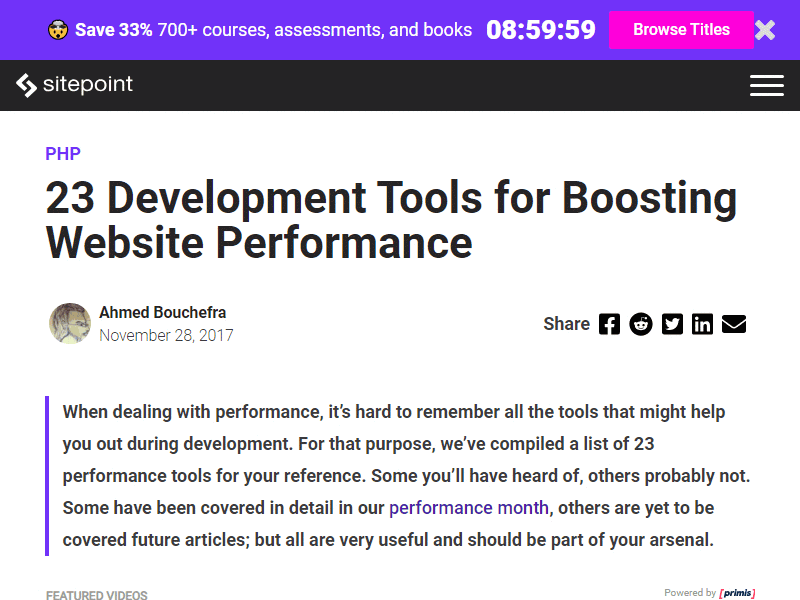 Save 33% 700+ courses, assessments, and books 08:59:59 Browse Titles
sitepoint
PHP
23 Development Tools for Boosting
Website Performance
Ahmed Bouchefra
November 28, 2017
Share
When dealing with performance, it’s hard to remember all the tools that might help
you out during development. For that purpose, we’ve compiled a list of 23
performance tools for your reference. Some you’ll have heard of, others probably not.
Some have been covered in detail in our performance month, others are yet to be
covered future articles; but all are very useful and should be part of your arsenal.
FEATURED VIDEOS
Powered by [primis]